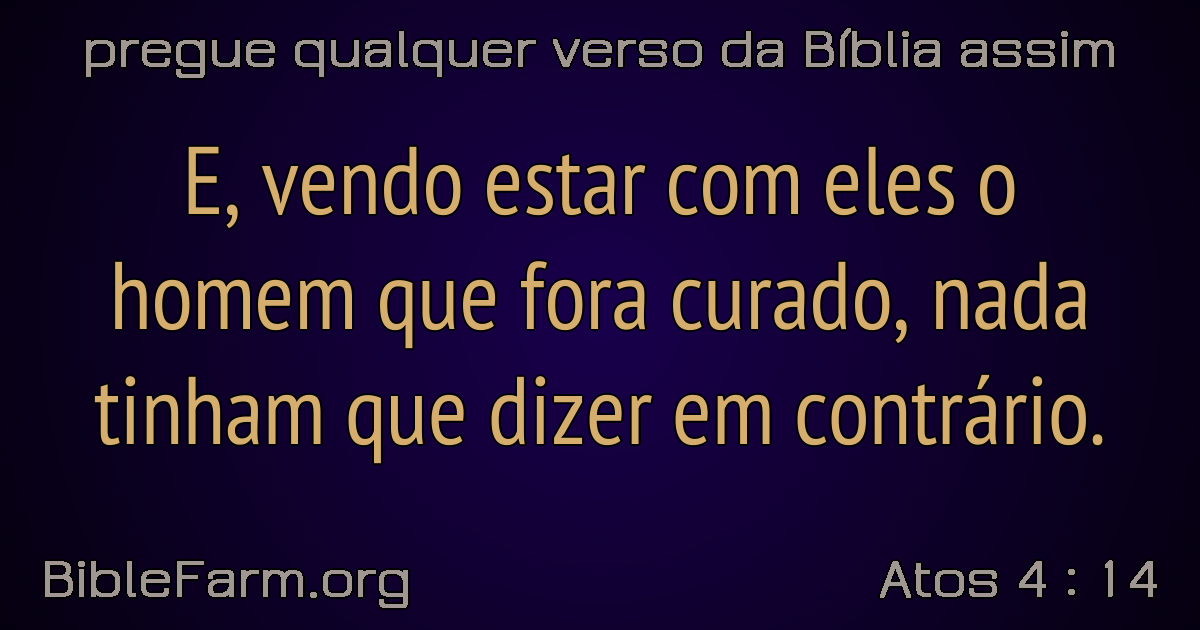 pregue qualquer verso da Bíblia assim
E, vendo estar com eles o
homem que fora curado, nada
tinham que dizer em contrário.
BibleFarm.org
Atos 4 : 14